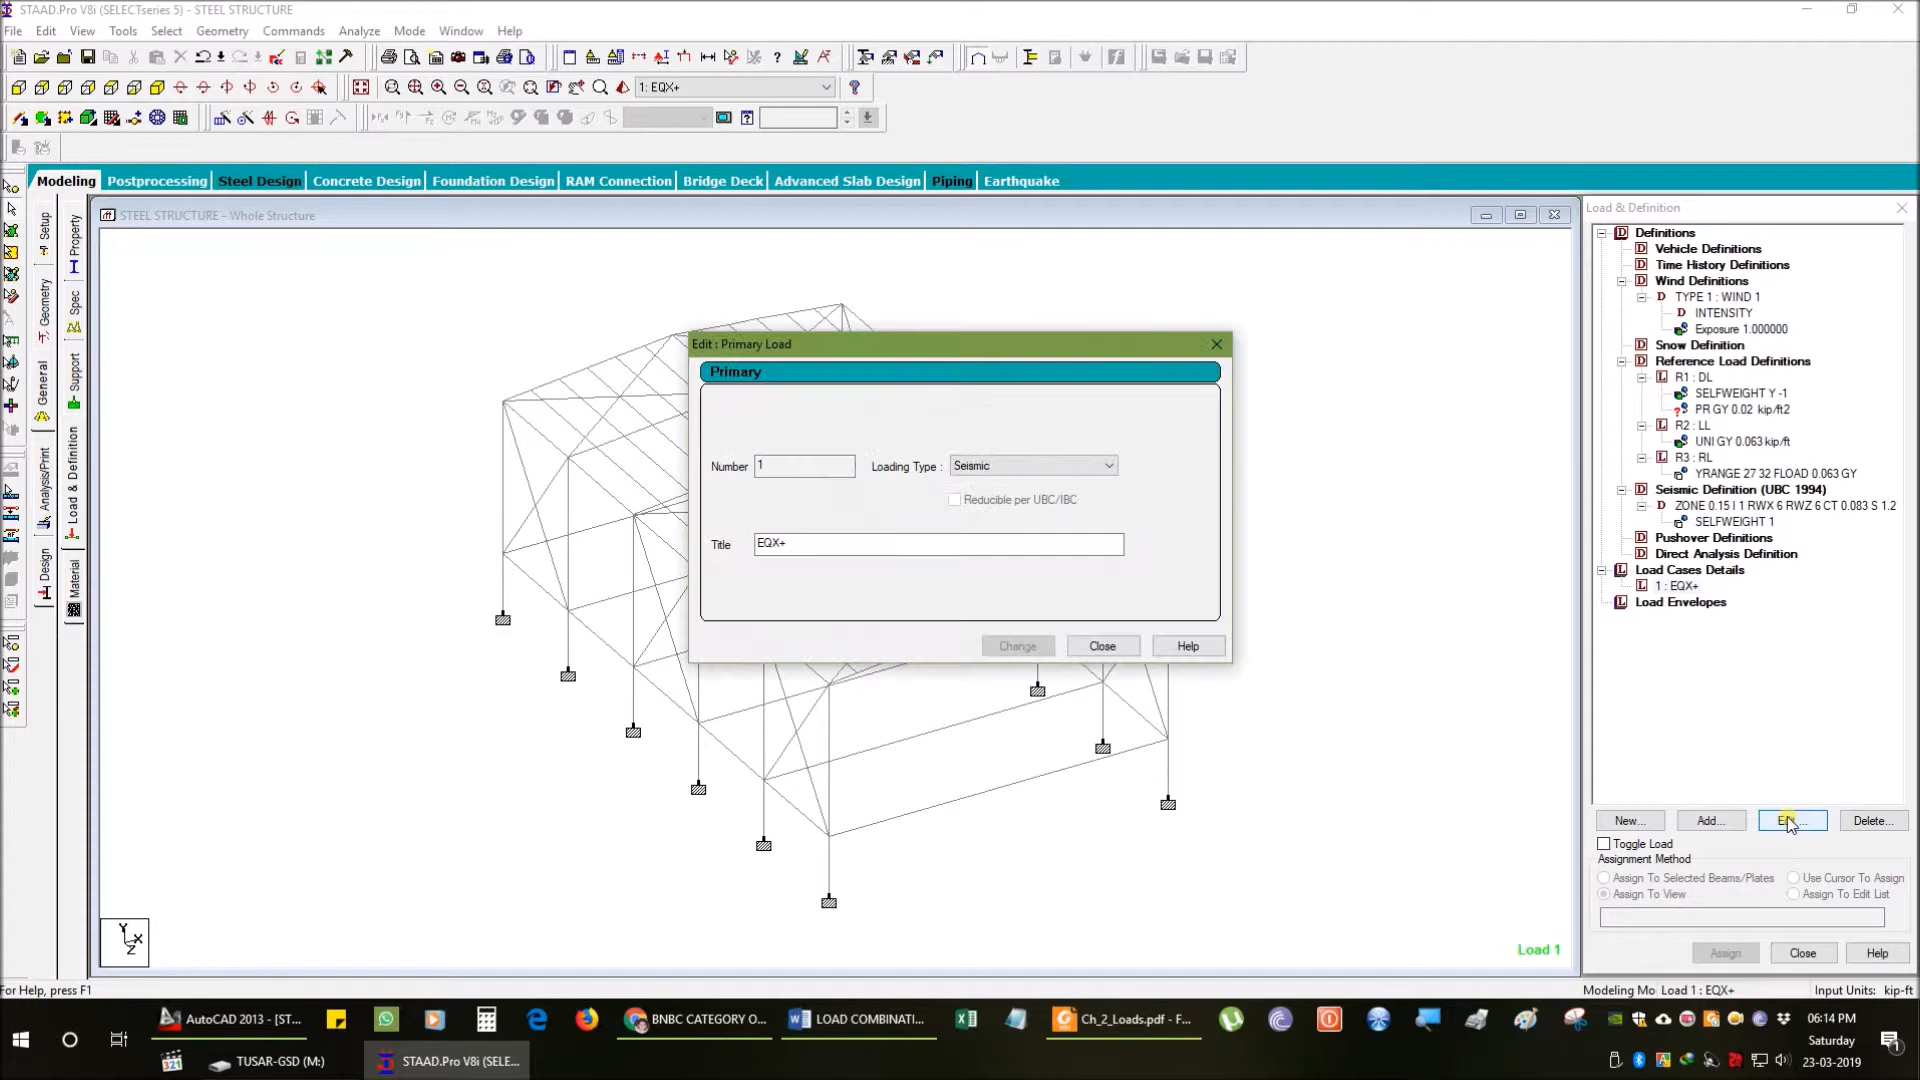 STAAD.Pro V8i (SELECTseries 5) - STEEL STRUCTURE
File Edit View Tools Select Geometry Commands Analyze Mode Window Help
1: EQX+
Modeling Postprocessing Steel Design Concrete Design Foundation Design RAM Connection Bridge Deck Advanced Slab Design Piping Earthquake
STEEL STRUCTURE - Whole Structure
Setup
Geometry
General
Analysis/Print
Design
Property
Spec
Support
Load & Definition
Material
Edit : Primary Load
Primary
Number 1 Loading Type : Seismic
Reducible per UBC/IBC
Title EQX+
Change Close Help
Load 1
Y
X
Z
Load & Definition
Definitions
Vehicle Definitions
Time History Definitions
Wind Definitions
TYPE 1 : WIND 1
INTENSITY
Exposure 1.000000
Snow Definition
Reference Load Definitions
R1 : DL
SELFWEIGHT Y -1
PR GY 0.02 kip/ft2
R2 : LL
UNI GY 0.063 kip/ft
R3 : RL
YRANGE 27 32 FLOAD 0.063 GY
Seismic Definition (UBC 1994)
ZONE 0.15 I 1 RWX 6 RWZ 6 CT 0.083 S 1.2
SELFWEIGHT 1
Pushover Definitions
Direct Analysis Definition
Load Cases Details
1 : EQX+
Load Envelopes
New... Add... Delete...
Toggle Load
Assignment Method
Assign To Selected Beams/Plates Use Cursor To Assign
Assign To View Assign To Edit List
Assign Close Help
For Help, press F1
Modeling Mo Load 1 : EQX+ Input Units: kip-ft
AutoCAD 2013 - [ST... BNBC CATEGORY O... LOAD COMBINATI... Ch_2_Loads.pdf - F...
TUSAR-GSD (M:) STAAD.Pro V8i (SELE...
06:14 PM
Saturday
23-03-2019